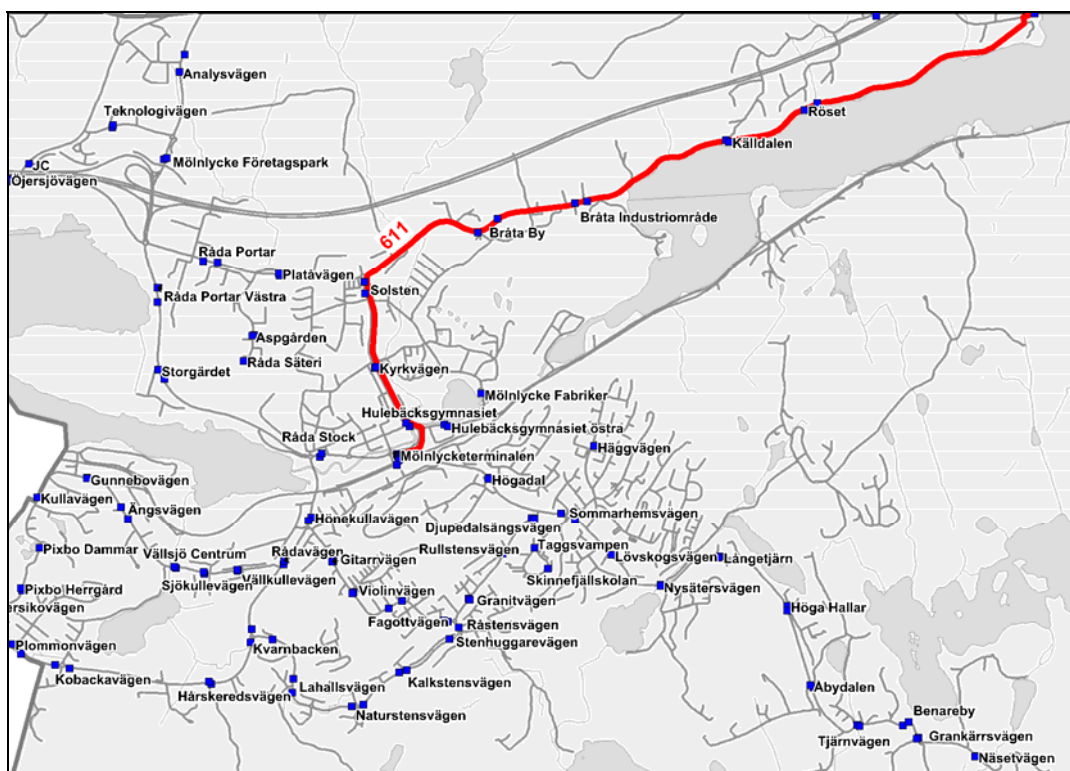 Analysvägen
Teknologivägen
Mölnlycke Företagspark
JC
Öjersjövägen
Röset
Källdalen
Bråta Industriområde
Bråta By
611
Råda Portar
Platåvägen
Solsten
Råda Portar Västra
Aspgården
Råda Säteri
Storgärdet
Kyrkvägen
Mölnlycke Fabriker
Hulebäcksgymnasiet
Hulebäcksgymnasiet östra
Råda Stock
Mölnlycketerminalen
Häggvägen
Gunnebovägen
Högadal
Kullavägen
Ängsvägen
Hönekullavägen
Djupedalsängsvägen
Sommarhemsvägen
Pixbo Dammar
Vällsjö Centrum
Rådavägen
Rullstensvägen
Taggsvampen
Gitarrvägen
Lövskogsvägen
Långetjärn
Sjökullevägen
Vällkullevägen
Skinnefjällskolan
Pixbo Herrgård
Violinvägen
Nysätersvägen
ersikovägen
Granitvägen
Höga Hallar
Fagottvägen
Råstensvägen
Plommonvägen
Kvarnbacken
Stenhuggarevägen
Kobackavägen
Kalkstensvägen
Hårskeredsvägen
Lahallsvägen
Åbydalen
Naturstensvägen
Benareby
Tjärnvägen
Grankärrsvägen
Näsetvägen